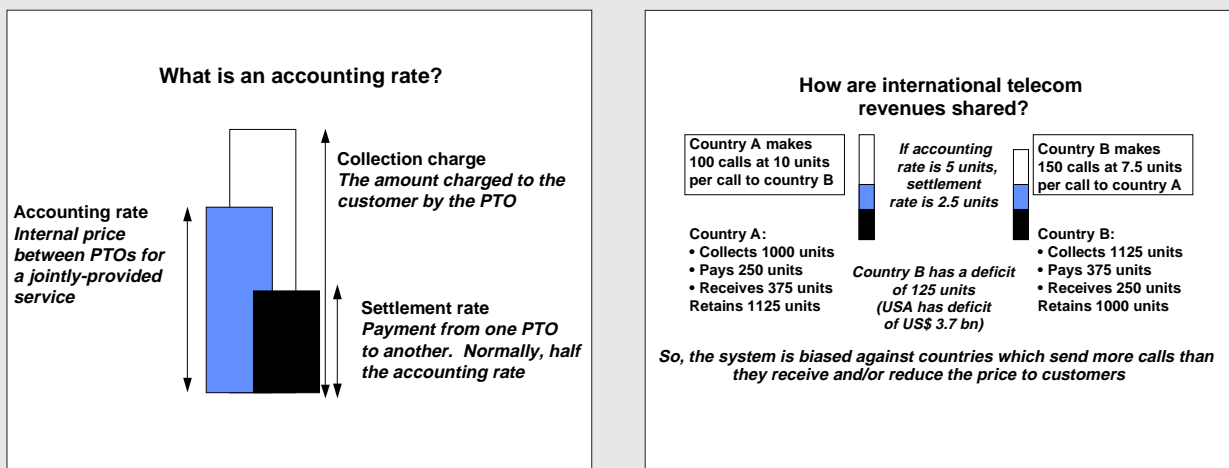 What is an accounting rate?
Collection charge
The amount charged to the
customer by the PTO
Accounting rate
Internal price
between PTOs for
a jointly-provided
service
Settlement rate
Payment from one PTO
to another.  Normally, half
the accounting rate
How are international telecom
revenues shared?
Country A makes
100 calls at 10 units
per call to country B
If accounting
rate is 5 units,
settlement
rate is 2.5 units
Country B makes
150 calls at 7.5 units
per call to country A
Country A:
• Collects 1000 units
• Pays 250 units
• Receives 375 units
Retains 1125 units
Country B has a deficit
of 125 units
(USA has deficit
of US$ 3.7 bn)
Country B:
• Collects 1125 units
• Pays 375 units
• Receives 250 units
Retains 1000 units
So, the system is biased against countries which send more calls than
they receive and/or reduce the price to customers